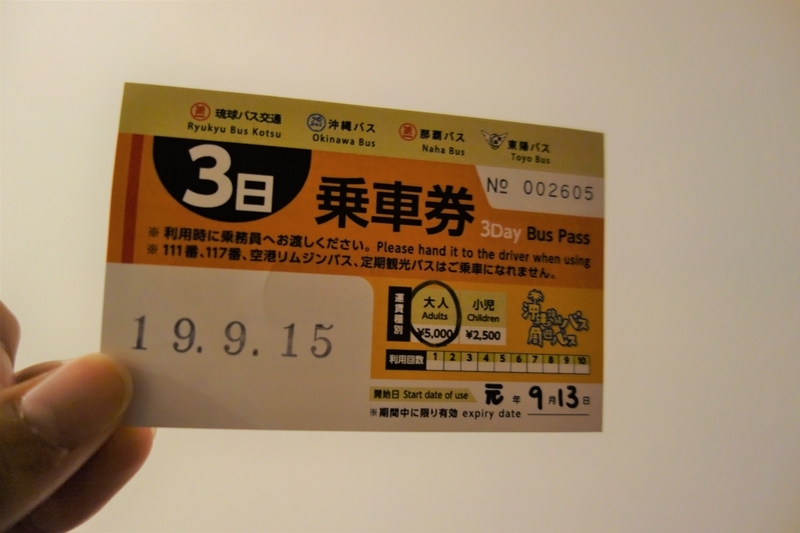 琉球バス交通 沖縄バス 那覇バス 東陽バス
Ryukyu Bus Kotsu Okinawa Bus Naha Bus Toyo Bus
3日 乗車券
№ 002605
3Day Bus Pass
※利用時に乗務員へお渡しください。Please hand it to the driver when using
※111番、117番、空港リムジンバス、定期観光バスはご乗車になれません。
19.9.15
運賃種別
大人 小児
Adults Children
¥5,000 ¥2,500
利用回数 1 2 3 4 5 6 7 8 9 10
開始日 Start date of use 元年9月13日
※期間中に限り有効 expiry date